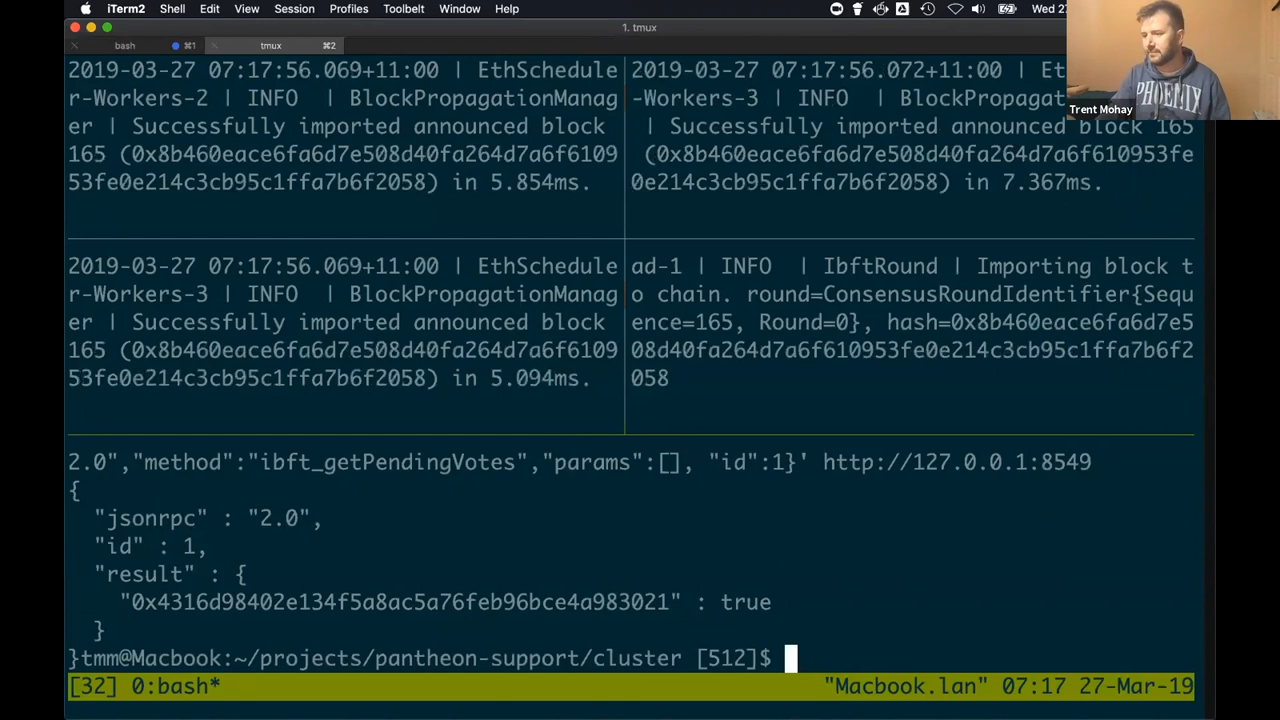 iTerm2 Shell Edit View Session Profiles Toolbelt Window Help Wed 27
1. tmux
bash ⌘1 tmux ⌘2
2019-03-27 07:17:56.069+11:00 | EthSchedule
r-Workers-2 | INFO | BlockPropagationManag
er | Successfully imported announced block
165 (0x8b460eace6fa6d7e508d40fa264d7a6f6109
53fe0e214c3cb95c1ffa7b6f2058) in 5.854ms.
2019-03-27 07:17:56.072+11:00 | Et
-Workers-3 | INFO | BlockPropaga
| Successfully imported announced block 165
(0x8b460eace6fa6d7e508d40fa264d7a6f610953fe
0e214c3cb95c1ffa7b6f2058) in 7.367ms.
Trent Mohay
PHOENIX
2019-03-27 07:17:56.069+11:00 | EthSchedule
r-Workers-3 | INFO | BlockPropagationManag
er | Successfully imported announced block
165 (0x8b460eace6fa6d7e508d40fa264d7a6f6109
53fe0e214c3cb95c1ffa7b6f2058) in 5.094ms.
ad-1 | INFO | IbftRound | Importing block t
o chain. round=ConsensusRoundIdentifier{Sequ
ence=165, Round=0}, hash=0x8b460eace6fa6d7e5
08d40fa264d7a6f610953fe0e214c3cb95c1ffa7b6f2
058
2.0","method":"ibft_getPendingVotes","params":[], "id":1}' http://127.0.0.1:8549
{
"jsonrpc" : "2.0",
"id" : 1,
"result" : {
"0x4316d98402e134f5a8ac5a76feb96bce4a983021" : true
}
}tmm@Macbook:~/projects/pantheon-support/cluster [512]$
[32] 0:bash* "Macbook.lan" 07:17 27-Mar-19